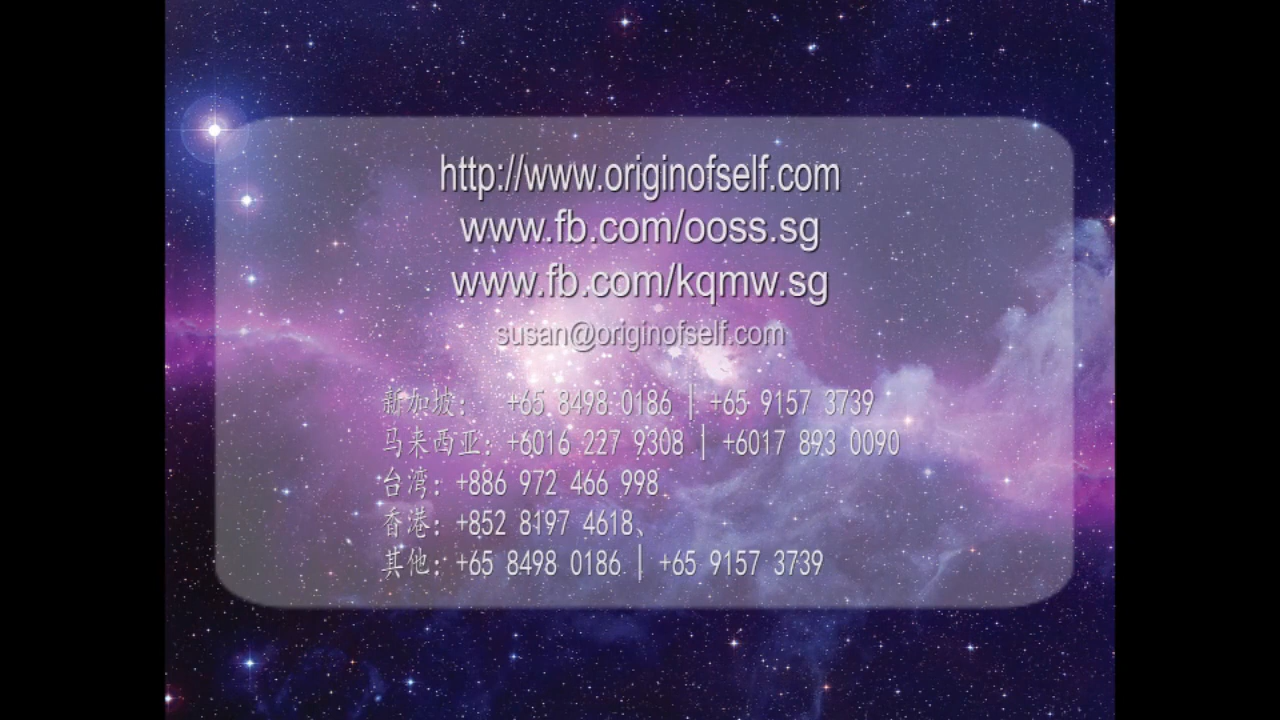 http://www.originofself.com
www.fb.com/ooss.sg
www.fb.com/kqmw.sg
susan@originofself.com
新加坡： +65 8498 0186 | +65 9157 3739
马来西亚：+6016 227 9308 | +6017 893 0090
台湾：+886 972 466 998
香港：+852 8197 4618、
其他：+65 8498 0186 | +65 9157 3739